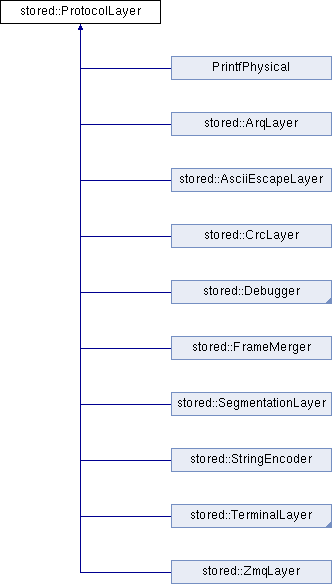 stored::ProtocolLayer
PrintfPhysical
stored::ArqLayer
stored::AsciiEscapeLayer
stored::CrcLayer
stored::Debugger
stored::FrameMerger
stored::SegmentationLayer
stored::StringEncoder
stored::TerminalLayer
stored::ZmqLayer